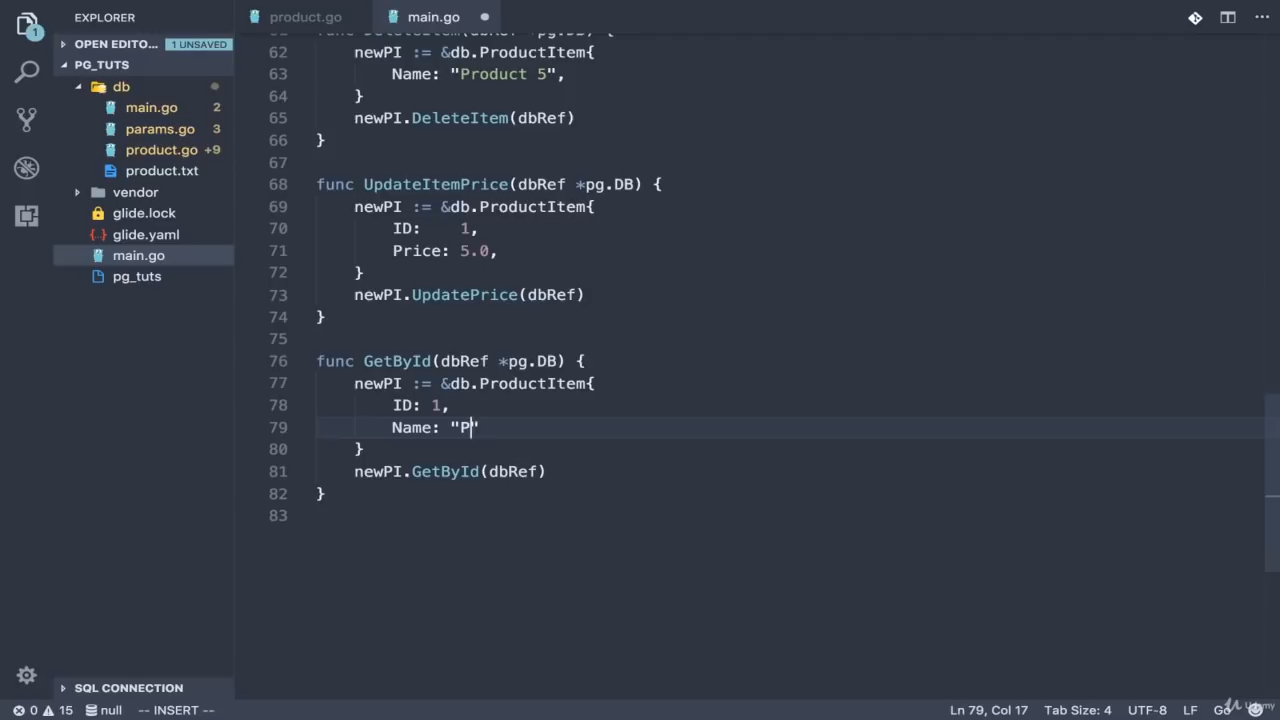 EXPLORER
product.go
main.go
1
OPEN EDITO...
1 UNSAVED
PG_TUTS
db
main.go 2
params.go 3
product.go +9
product.txt
vendor
glide.lock
glide.yaml
main.go
pg_tuts
62 newPI := &db.ProductItem{
63 Name: "Product 5",
64 }
65 newPI.DeleteItem(dbRef)
66 }
67
68 func UpdateItemPrice(dbRef *pg.DB) {
69 newPI := &db.ProductItem{
70 ID: 1,
71 Price: 5.0,
72 }
73 newPI.UpdatePrice(dbRef)
74 }
75
76 func GetById(dbRef *pg.DB) {
77 newPI := &db.ProductItem{
78 ID: 1,
79 Name: "P"
80 }
81 newPI.GetById(dbRef)
82 }
83
SQL CONNECTION
0 15 null -- INSERT --
Ln 79, Col 17 Tab Size: 4 UTF-8 LF Go